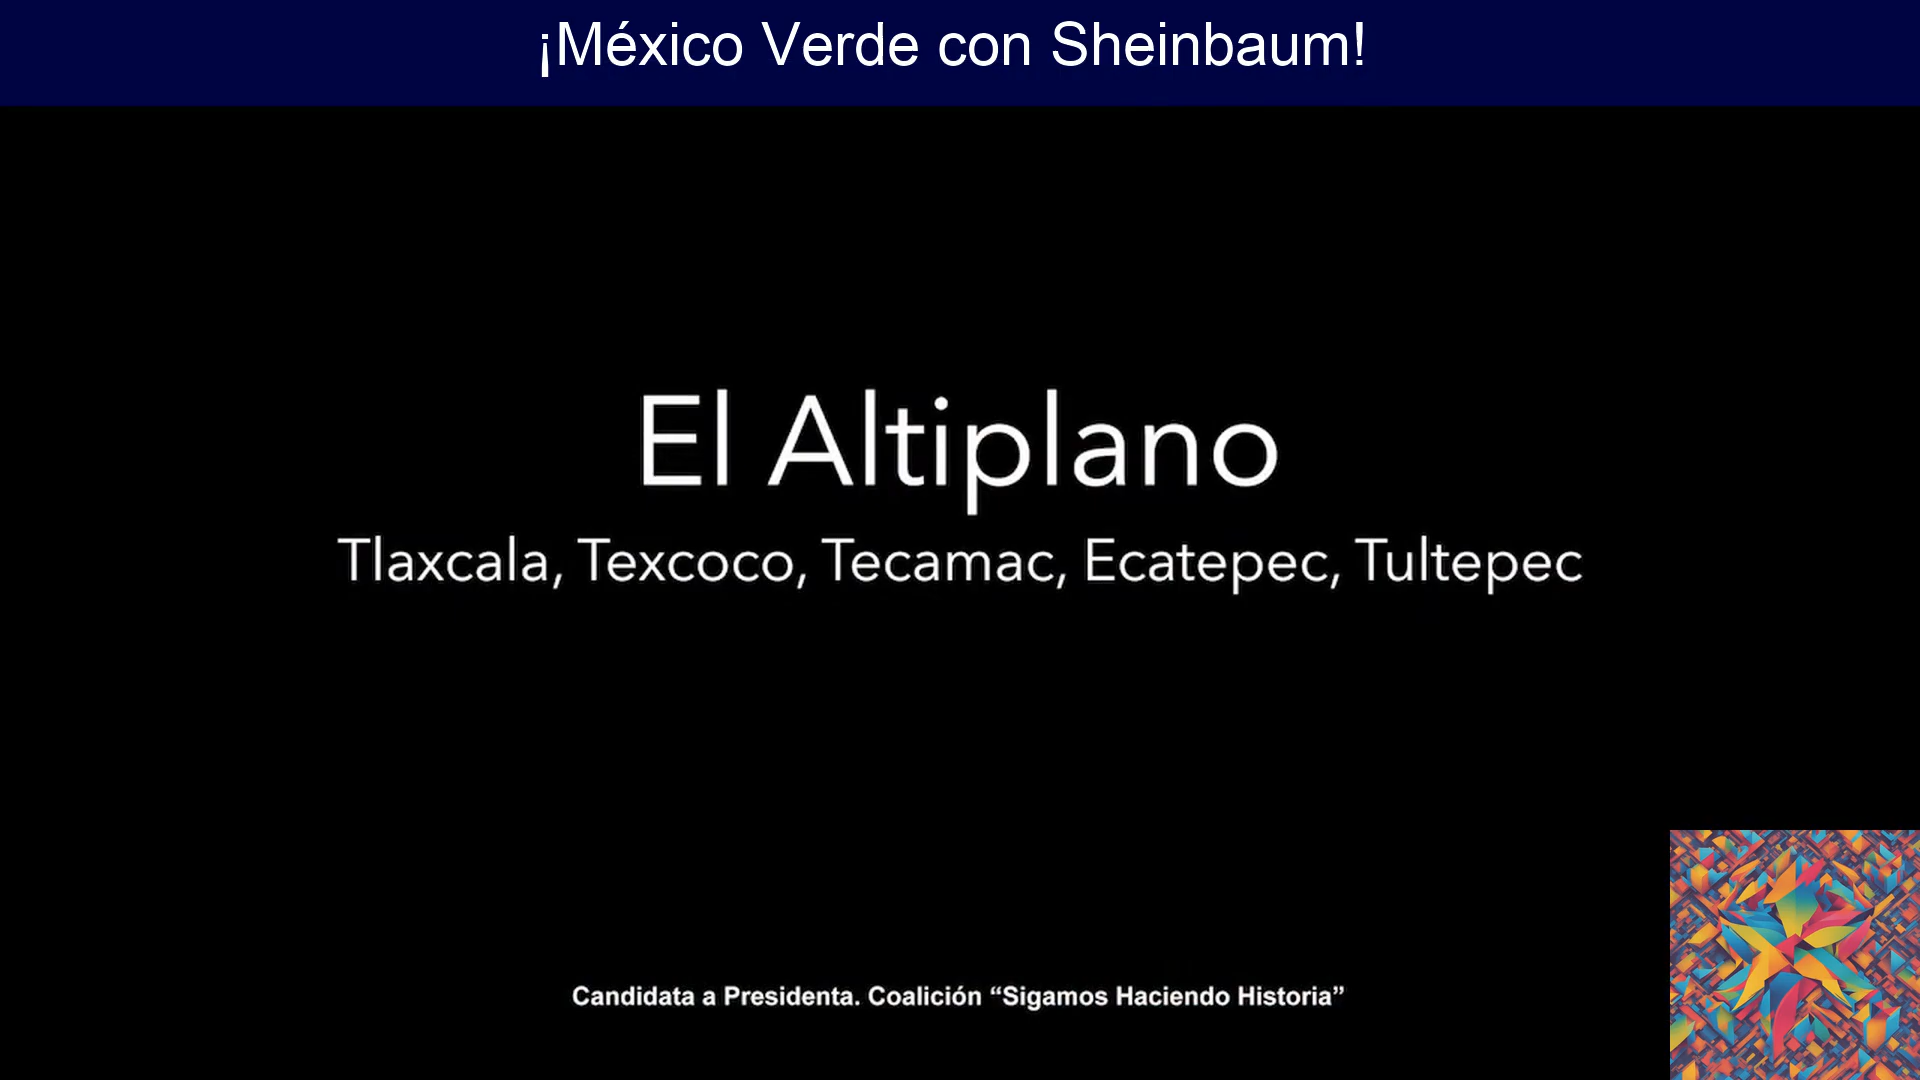 ¡México Verde con Sheinbaum!
El Altiplano
Tlaxcala, Texcoco, Tecamac, Ecatepec, Tultepec
Candidata a Presidenta. Coalición “Sigamos Haciendo Historia”